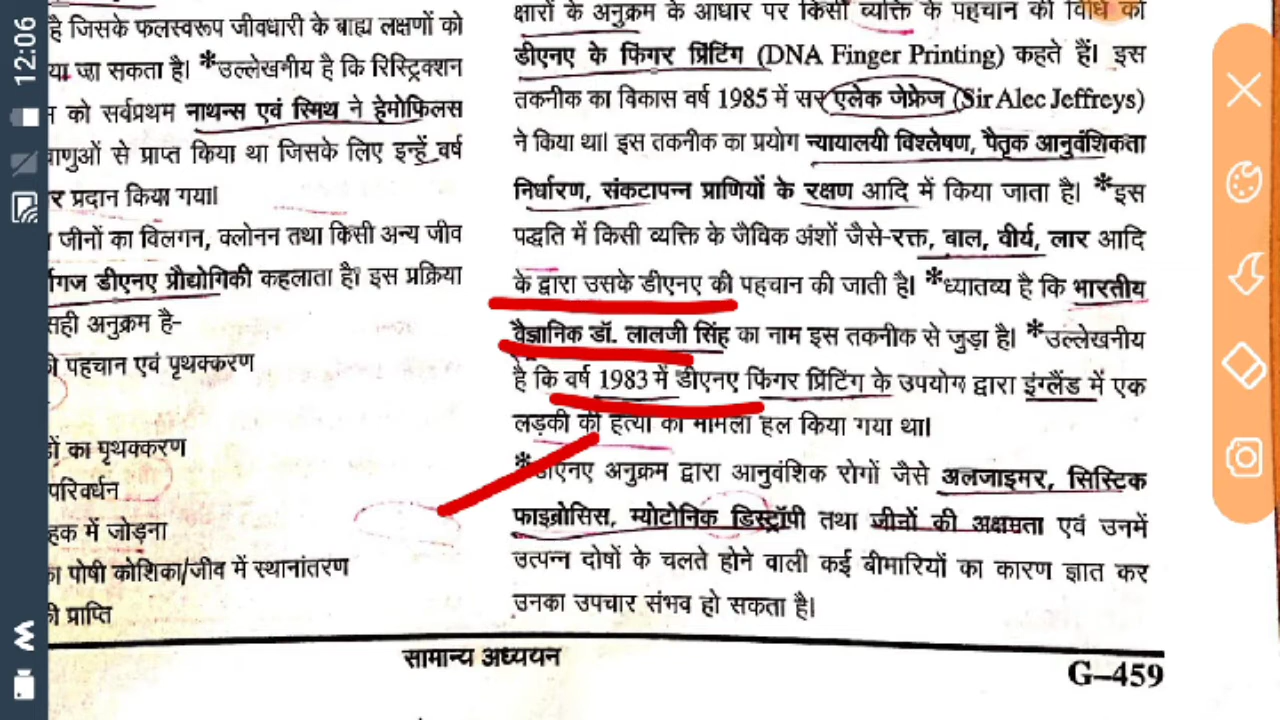 12:06
है जिसके फलस्वरूप जीवधारी के बाह्य लक्षणों को
जा सकता है। *उल्लेखनीय है कि रिस्ट्रिक्शन
को सर्वप्रथम नाथन्स एवं स्मिथ ने हेमोफिलस
से प्राप्त किया था जिसके लिए इन्हें वर्ष
प्रदान किया गया।
जीनों का विलगन, क्लोनन तथा किसी अन्य जीव
डीएनए प्रौद्योगिकी कहलाता है। इस प्रक्रिया
सही अनुक्रम है-
पहचान एवं पृथक्करण
का पृथक्करण
परिवर्धन
में जोड़ना
पोषी कोशिका/जीव में स्थानांतरण
प्राप्ति
क्षारों के अनुक्रम के आधार पर किसी व्यक्ति के पहचान की विधि को
डीएनए के फिंगर प्रिंटिंग (DNA Finger Printing) कहते हैं। इस
तकनीक का विकास वर्ष 1985 में सर एलेक जेफ्रेज (Sir Alec Jeffreys)
ने किया था। इस तकनीक का प्रयोग न्यायालयी विश्लेषण, पैतृक आनुवंशिकता
निर्धारण, संकटापन्न प्राणियों के रक्षण आदि में किया जाता है। *इस
पद्धति में किसी व्यक्ति के जैविक अंशों जैसे-रक्त, बाल, वीर्य, लार आदि
के द्वारा उसके डीएनए की पहचान की जाती है। *ध्यातव्य है कि भारतीय
वैज्ञानिक डॉ. लालजी सिंह का नाम इस तकनीक से जुड़ा है। *उल्लेखनीय
है कि वर्ष 1983 में डीएनए फिंगर प्रिंटिंग के उपयोग द्वारा इंग्लैंड में एक
लड़की की हत्या का मामला हल किया गया था।
*डीएनए अनुक्रम द्वारा आनुवंशिक रोगों जैसे अलजाइमर, सिस्टिक
फाइब्रोसिस, म्योटोनिक डिस्ट्रॉपी तथा जीनों की अक्षमता एवं उनमें
उत्पन्न दोषों के चलते होने वाली कई बीमारियों का कारण ज्ञात कर
उनका उपचार संभव हो सकता है।
सामान्य अध्ययन
G–459